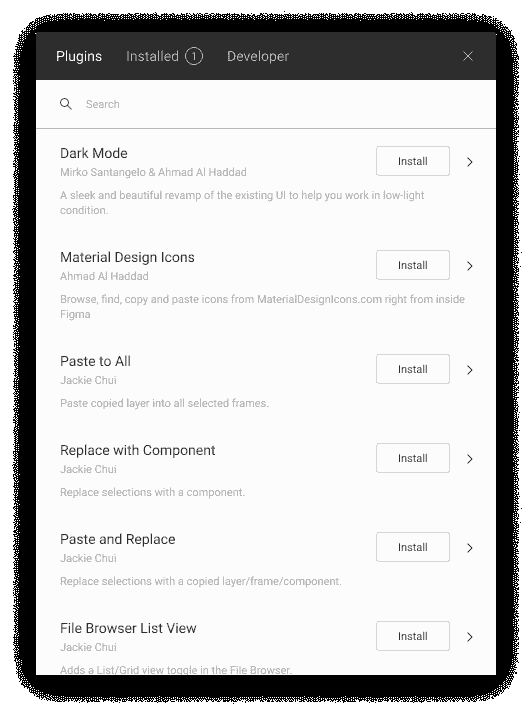 Plugins Installed 1 Developer
Search
Dark Mode
Install
Mirko Santangelo & Ahmad Al Haddad
A sleek and beautiful revamp of the existing UI to help you work in low-light
condition.
Material Design Icons
Install
Ahmad Al Haddad
Browse, find, copy and paste icons from MaterialDesignIcons.com right from inside
Figma
Paste to All
Install
Jackie Chui
Paste copied layer into all selected frames.
Replace with Component
Install
Jackie Chui
Replace selections with a component.
Paste and Replace
Install
Jackie Chui
Replace selections with a copied layer/frame/component.
File Browser List View
Install
Jackie Chui
Adds a List/Grid view toggle in the File Browser.